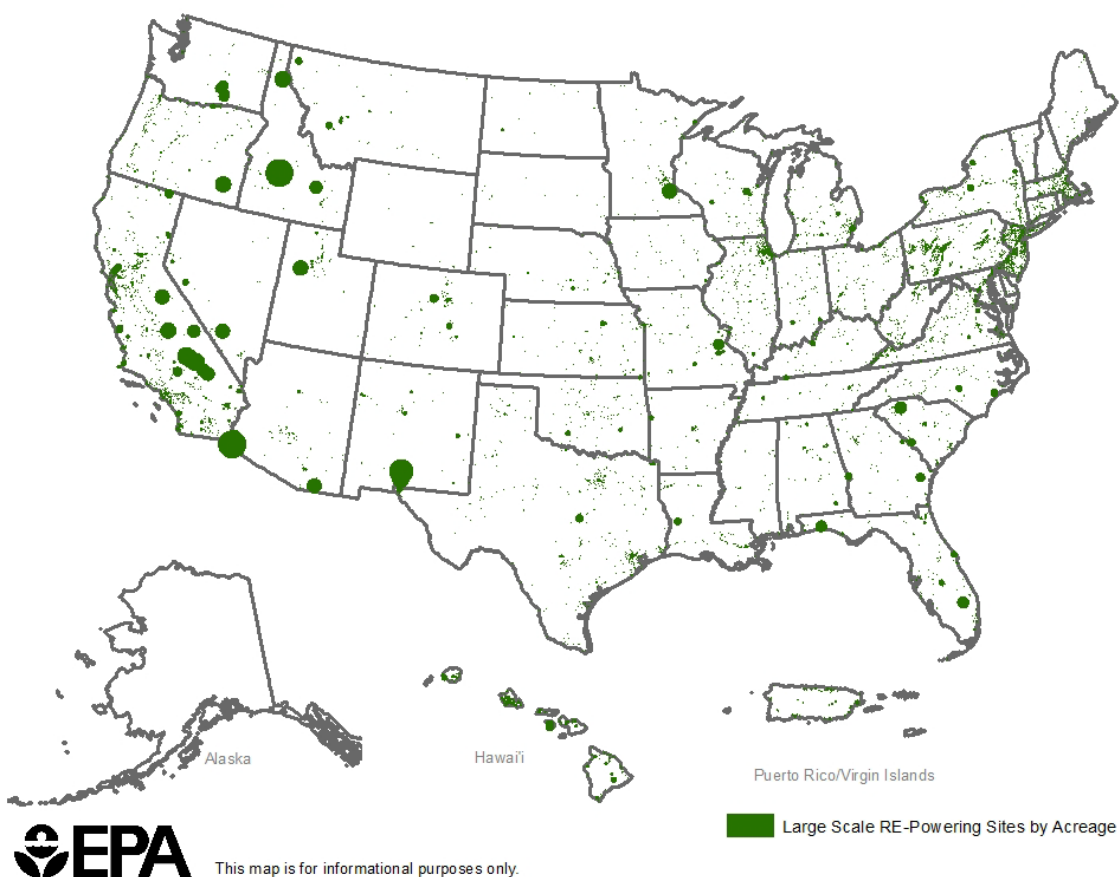 Alaska
Hawai'i
Puerto Rico/Virgin Islands
Large Scale RE-Powering Sites by Acreage
EPA
This map is for informational purposes only.